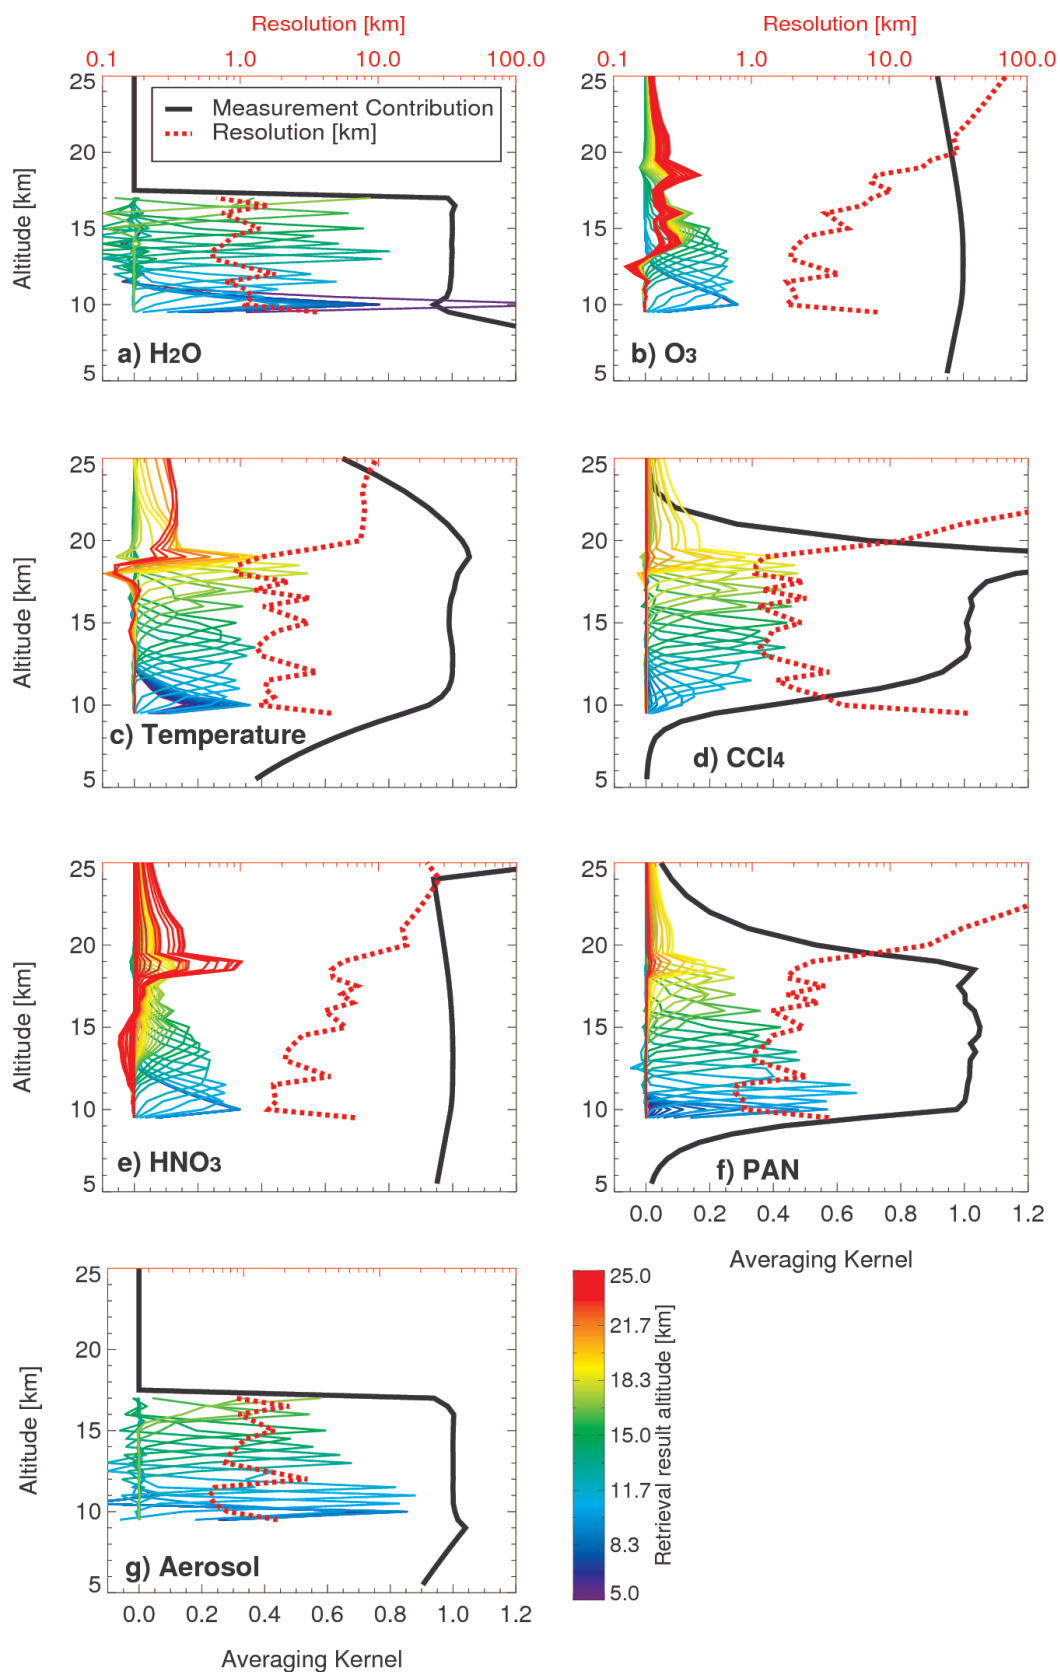 Resolution [km]
Resolution [km]
0.1 1.0 10.0 100.0
0.1 1.0 10.0 100.0
25
20
15
10
5
Altitude [km]
Measurement Contribution
Resolution [km]
a) H2O
25
20
15
10
5
Altitude [km]
b) O3
25
20
15
10
5
Altitude [km]
c) Temperature
25
20
15
10
5
Altitude [km]
d) CCl4
25
20
15
10
5
Altitude [km]
e) HNO3
25
20
15
10
5
Altitude [km]
f) PAN
0.0 0.2 0.4 0.6 0.8 1.0 1.2
Averaging Kernel
25
20
15
10
5
Altitude [km]
g) Aerosol
0.0 0.2 0.4 0.6 0.8 1.0 1.2
Averaging Kernel
25.0
21.7
18.3
15.0
11.7
8.3
5.0
Retrieval result altitude [km]